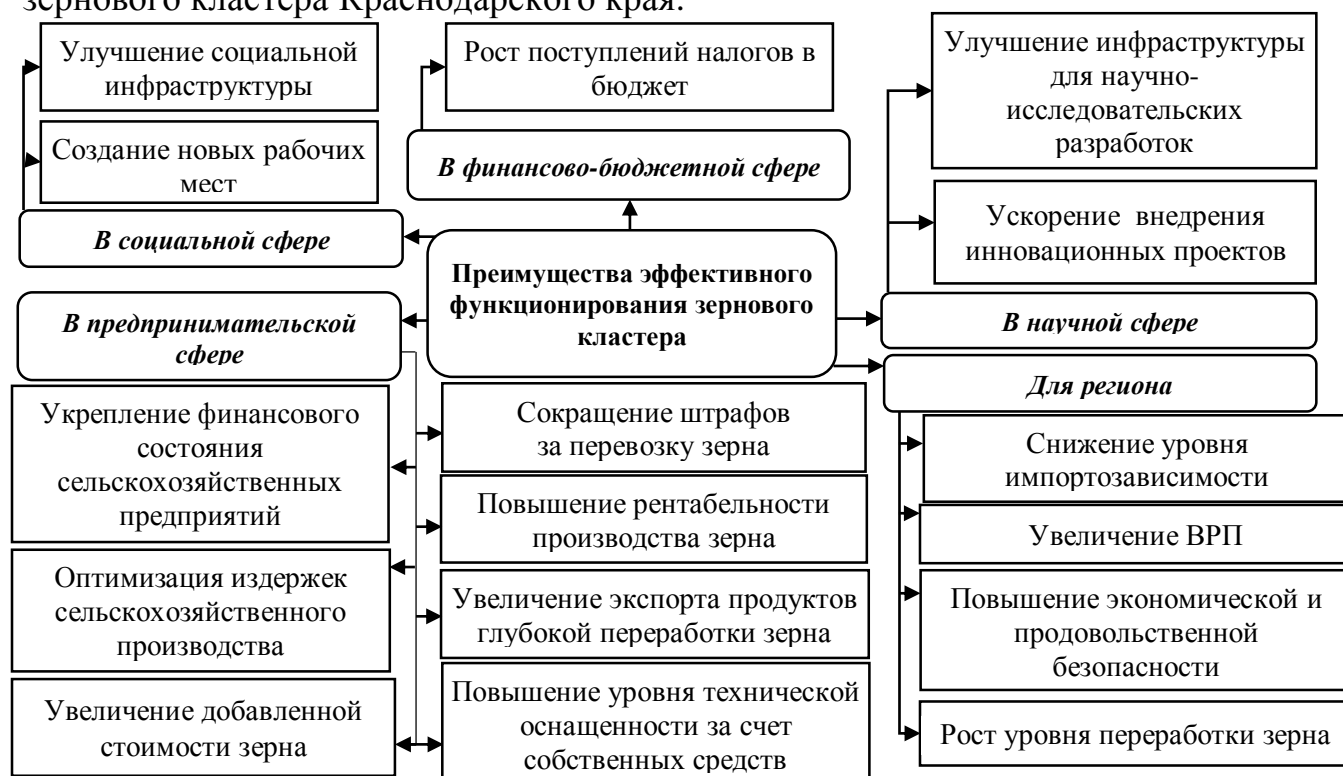 зернового кластера Краснодарского края.
Улучшение социальной
инфраструктуры
Создание новых рабочих
мест
В социальной сфере
Рост поступлений налогов в
бюджет
В финансово-бюджетной сфере
Улучшение инфраструктуры
для научно-
исследовательских
разработок
Ускорение внедрения
инновационных проектов
В научной сфере
Преимущества эффективного
функционирования зернового
кластера
В предпринимательской
сфере
Укрепление финансового
состояния
сельскохозяйственных
предприятий
Оптимизация издержек
сельскохозяйственного
производства
Увеличение добавленной
стоимости зерна
Сокращение штрафов
за перевозку зерна
Повышение рентабельности
производства зерна
Увеличение экспорта продуктов
глубокой переработки зерна
Повышение уровня технической
оснащенности за счет
собственных средств
Для региона
Снижение уровня
импортозависимости
Увеличение ВРП
Повышение экономической и
продовольственной
безопасности
Рост уровня переработки зерна